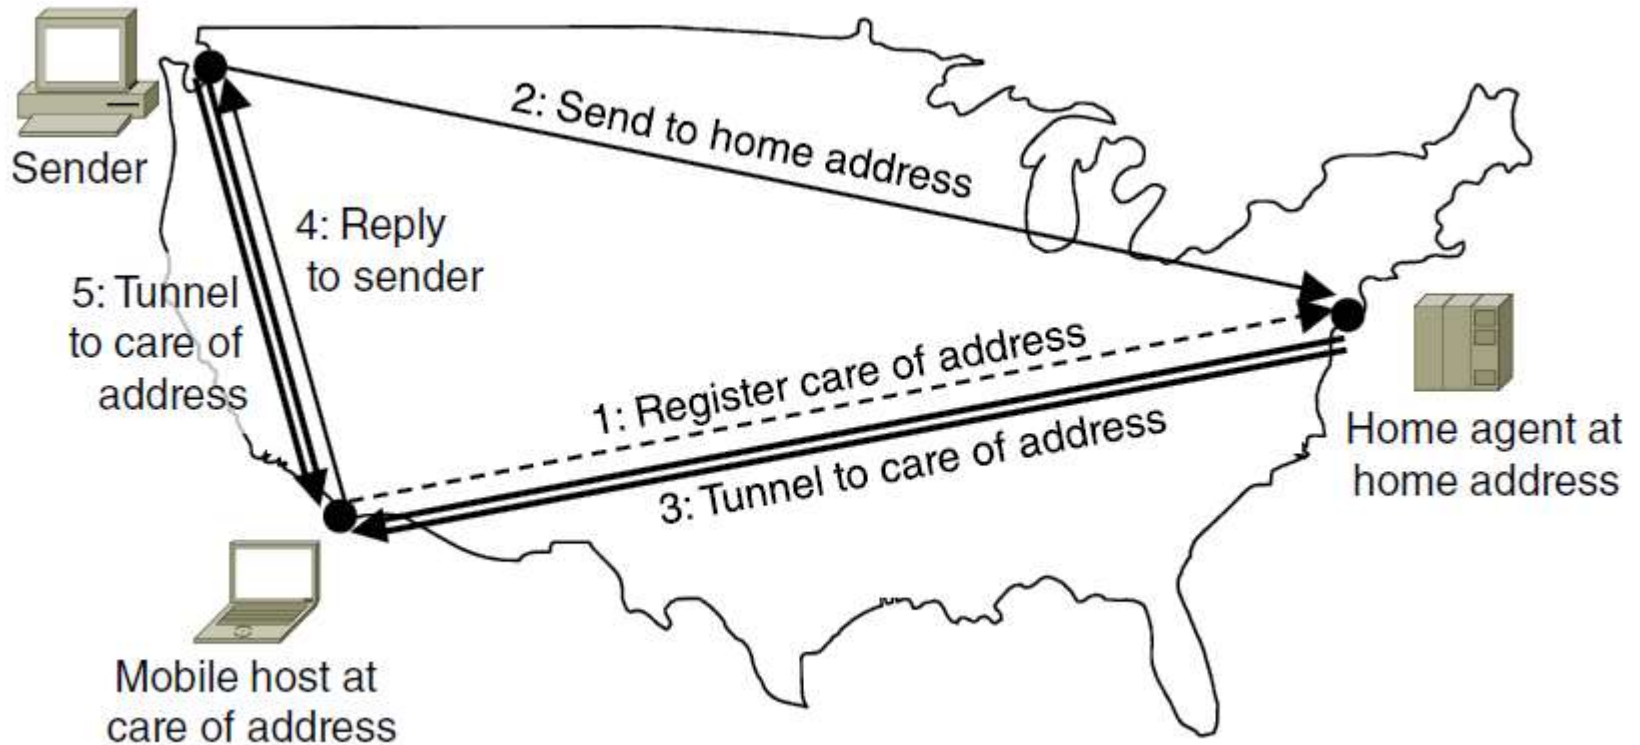 2: Send to home address
Sender
4: Reply
to sender
5: Tunnel
to care of
address
1: Register care of address
3: Tunnel to care of address
Home agent at
home address
Mobile host at
care of address